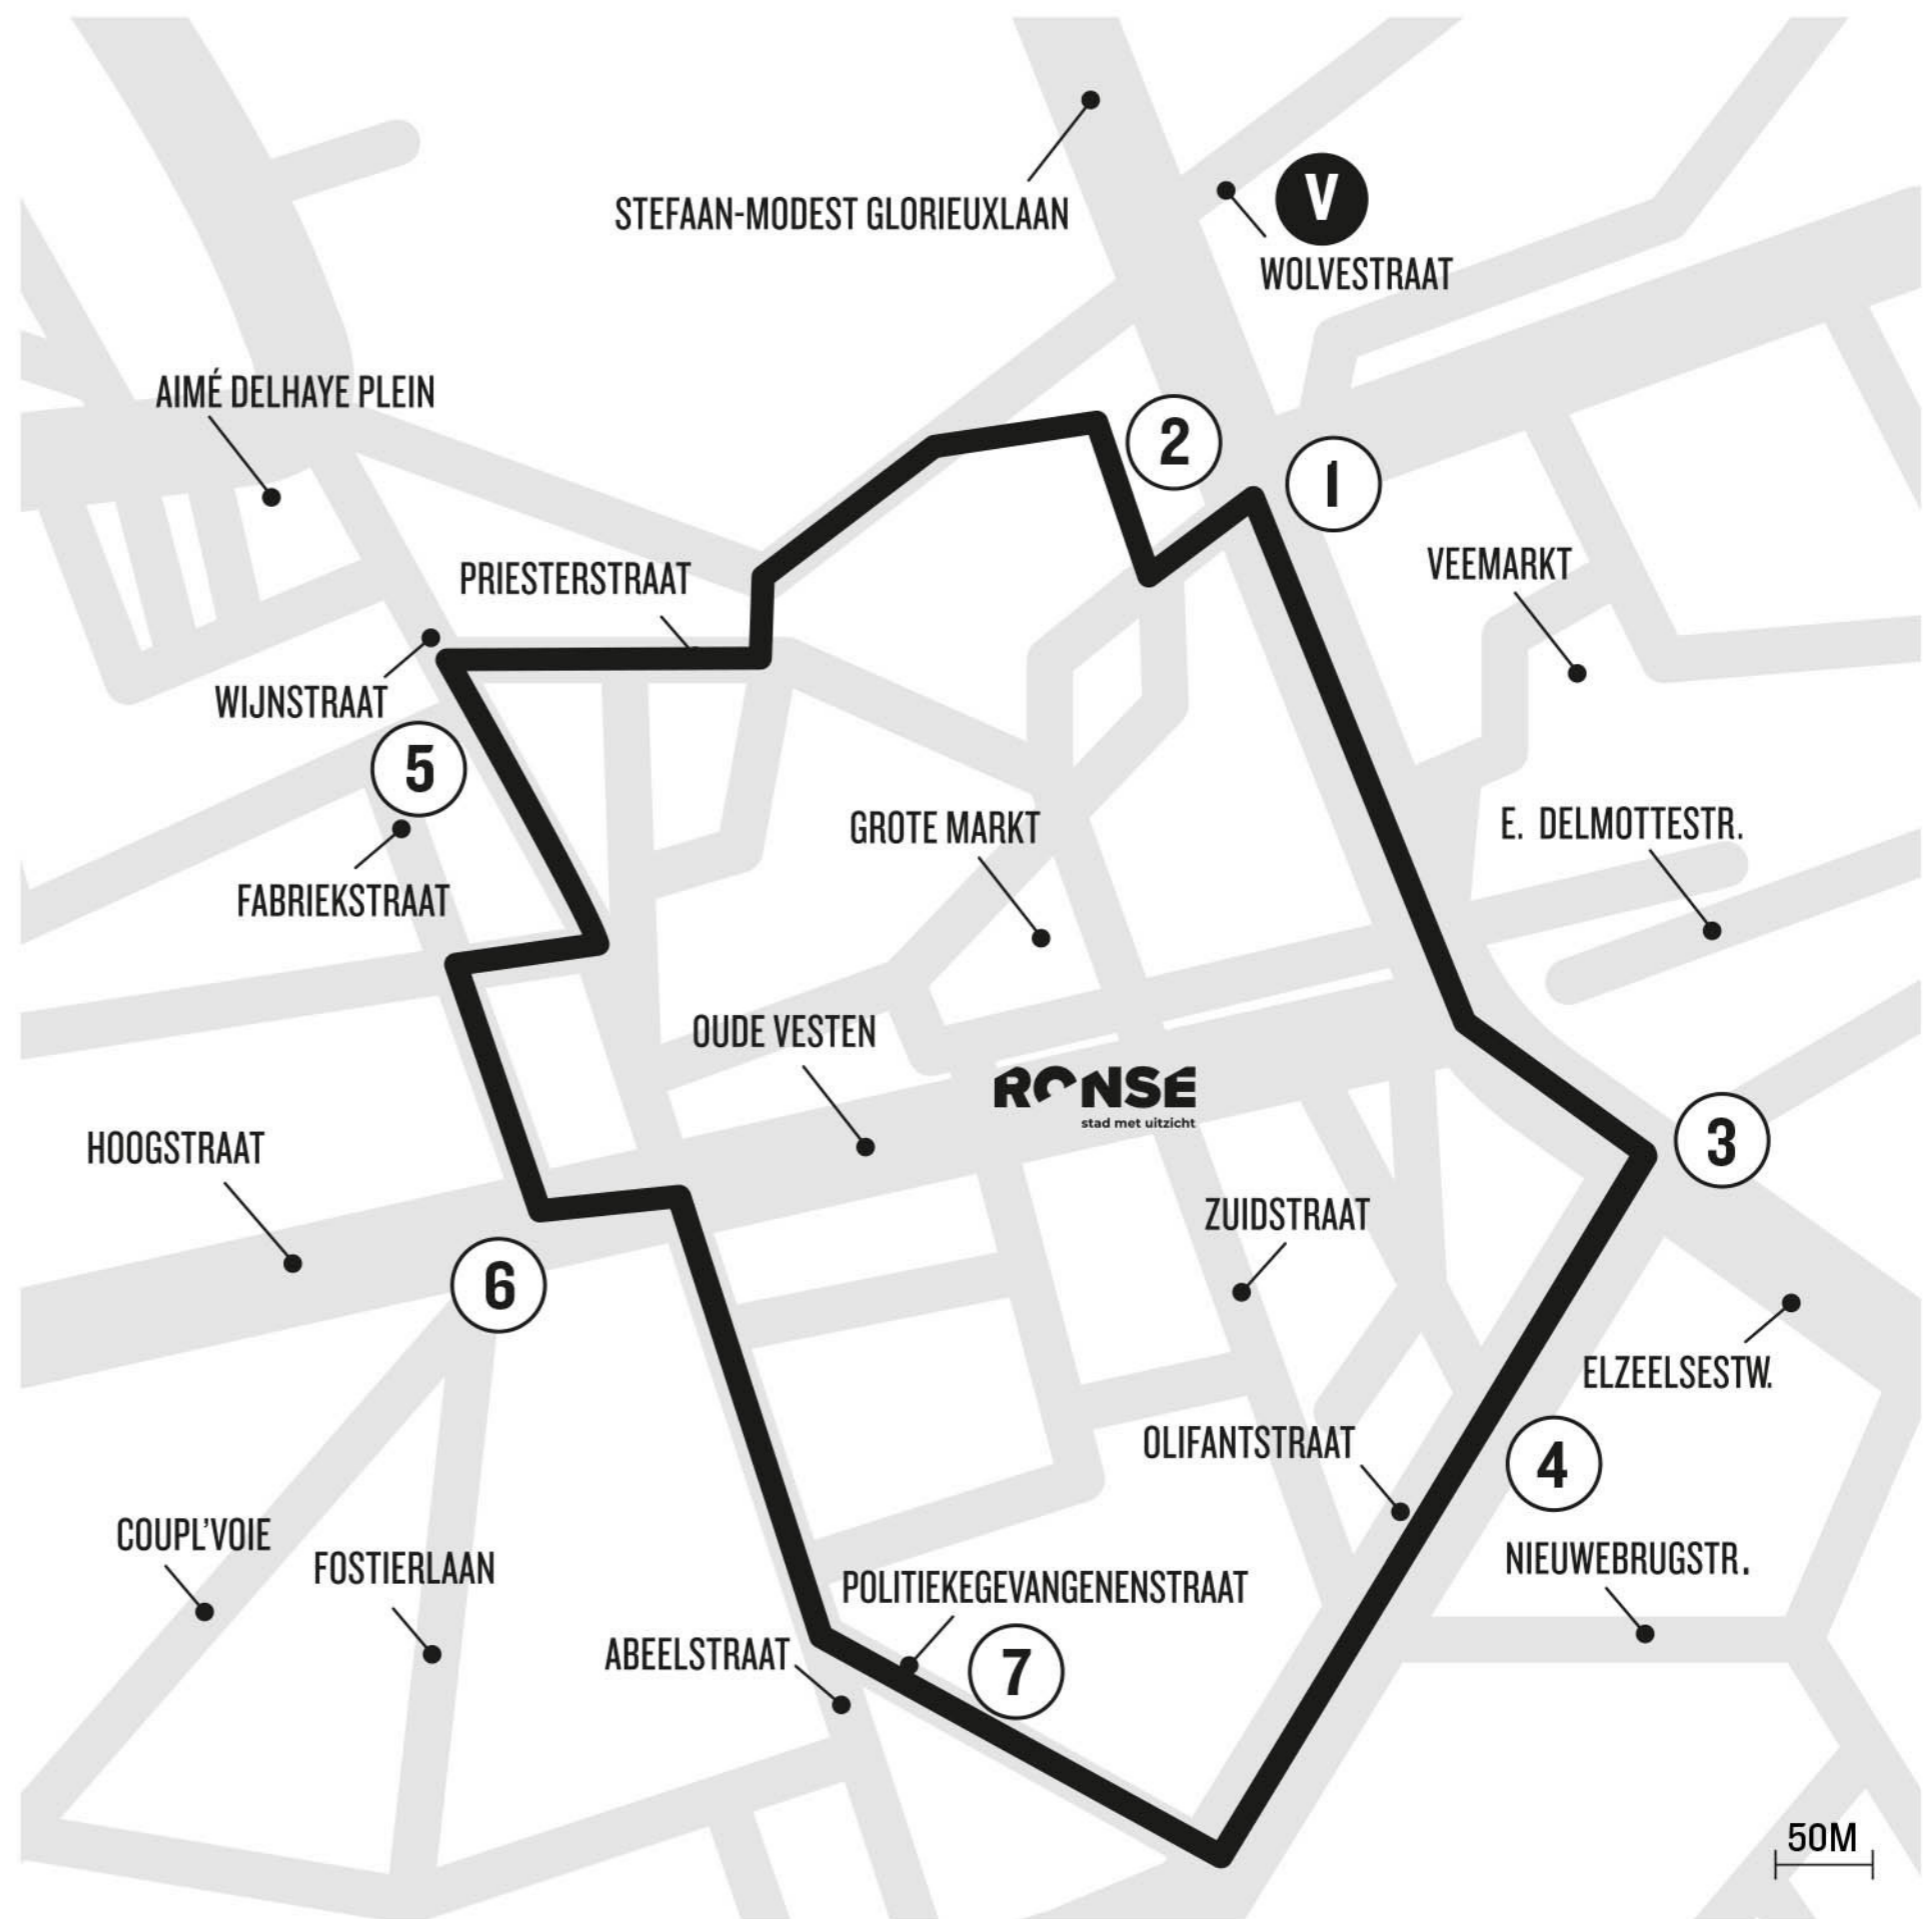 STEFAAN-MODEST GLORIEUXLAAN
V
WOLVESTRAAT
AIMÉ DELHAYE PLEIN
2
1
PRIESTERSTRAAT
VEEMARKT
WIJNSTRAAT
5
GROTE MARKT
E. DELMOTTESTR.
FABRIEKSTRAAT
OUDE VESTEN
RONSE
stad met uitzicht
HOOGSTRAAT
3
ZUIDSTRAAT
6
ELZEELSESTW.
OLIFANTSTRAAT
4
COUPL'VOIE
FOSTIERLAAN
NIEUWEBRUGSTR.
POLITIEKEGEVANGENENSTRAAT
ABEELSTRAAT
7
50M